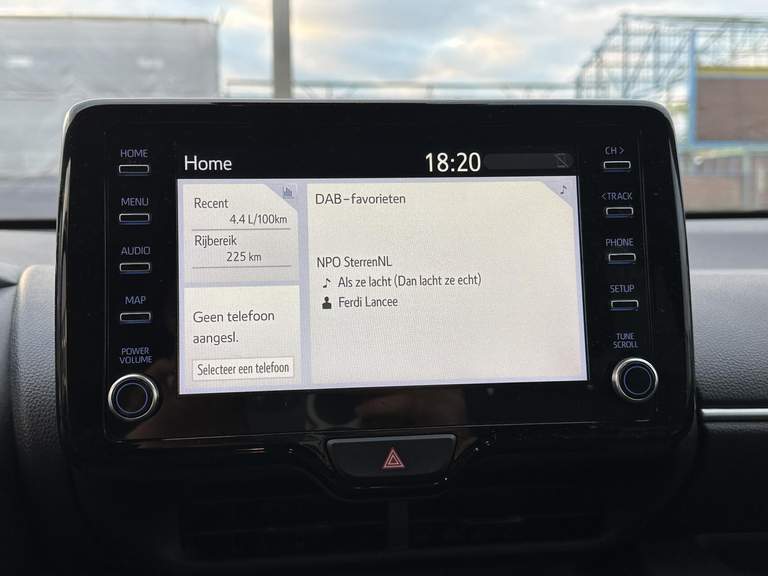 HOME
MENU
AUDIO
MAP
POWER
VOLUME
Home
18:20
Recent
4.4 L/100km
Rijbereik
225 km
Geen telefoon
aangesl.
Selecteer een telefoon
DAB-favorieten
NPO SterrenNL
Als ze lacht (Dan lacht ze echt)
Ferdi Lancee
CH >
< TRACK
PHONE
SETUP
TUNE
SCROLL